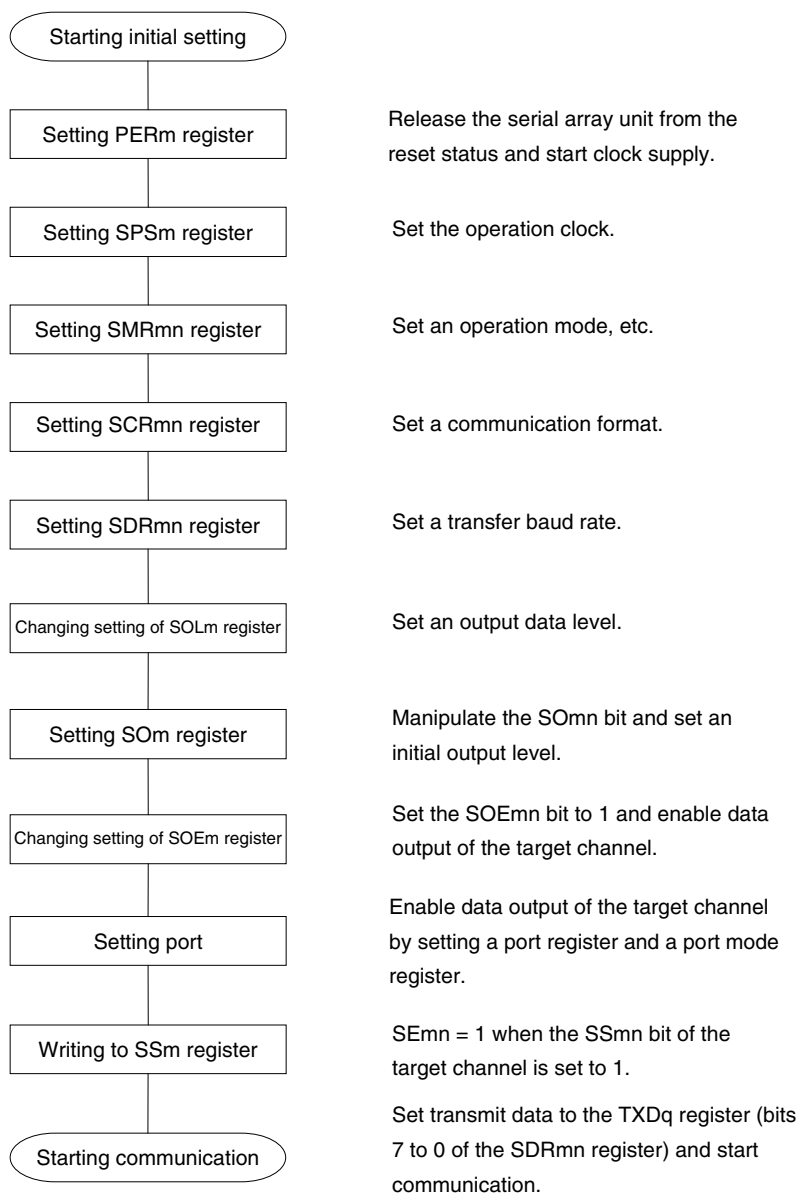 Starting initial setting
Setting PERm register
Release the serial array unit from the
reset status and start clock supply.
Setting SPSm register
Set the operation clock.
Setting SMRmn register
Set an operation mode, etc.
Setting SCRmn register
Set a communication format.
Setting SDRmn register
Set a transfer baud rate.
Changing setting of SOLm register
Set an output data level.
Setting SOm register
Manipulate the SOmn bit and set an
initial output level.
Changing setting of SOEm register
Set the SOEmn bit to 1 and enable data
output of the target channel.
Setting port
Enable data output of the target channel
by setting a port register and a port mode
register.
Writing to SSm register
SEmn = 1 when the SSmn bit of the
target channel is set to 1.
Starting communication
Set transmit data to the TXDq register (bits
7 to 0 of the SDRmn register) and start
communication.